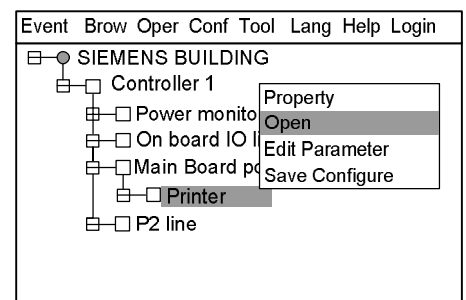 Event Brow Oper Conf Tool Lang Help Login
SIEMENS BUILDING
Controller 1
Property
Power monito
Open
On board IO li
Edit Parameter
Main Board po
Save Configure
Printer
P2 line